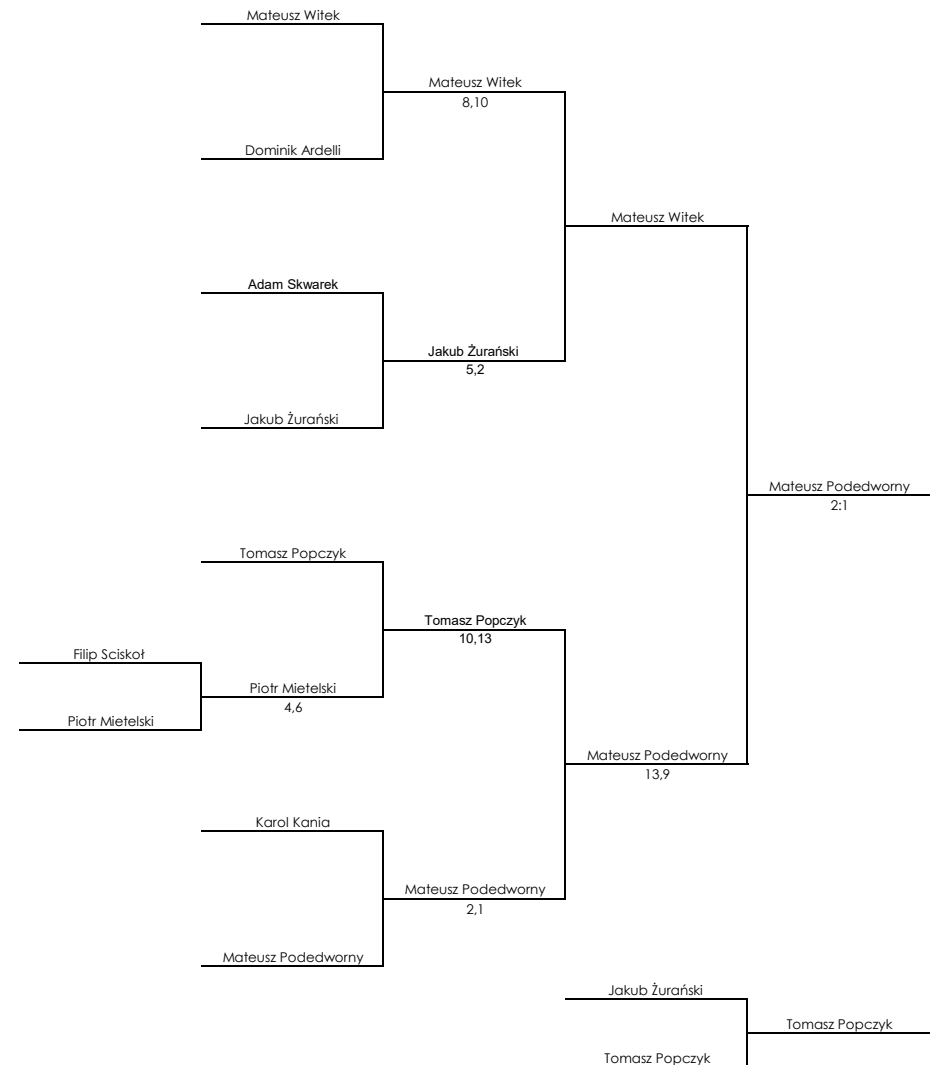 Mateusz Witek
Mateusz Witek
8,10
Dominik Ardelli
Mateusz Witek
Adam Skwarek
Jakub Żurański
5,2
Jakub Żurański
Mateusz Podedworny
2:1
Tomasz Popczyk
Tomasz Popczyk
10,13
Filip Sciskoł
Piotr Mietelski
4,6
Piotr Mietelski
Mateusz Podedworny
13,9
Karol Kania
Mateusz Podedworny
2,1
Mateusz Podedworny
Jakub Żurański
Tomasz Popczyk
Tomasz Popczyk